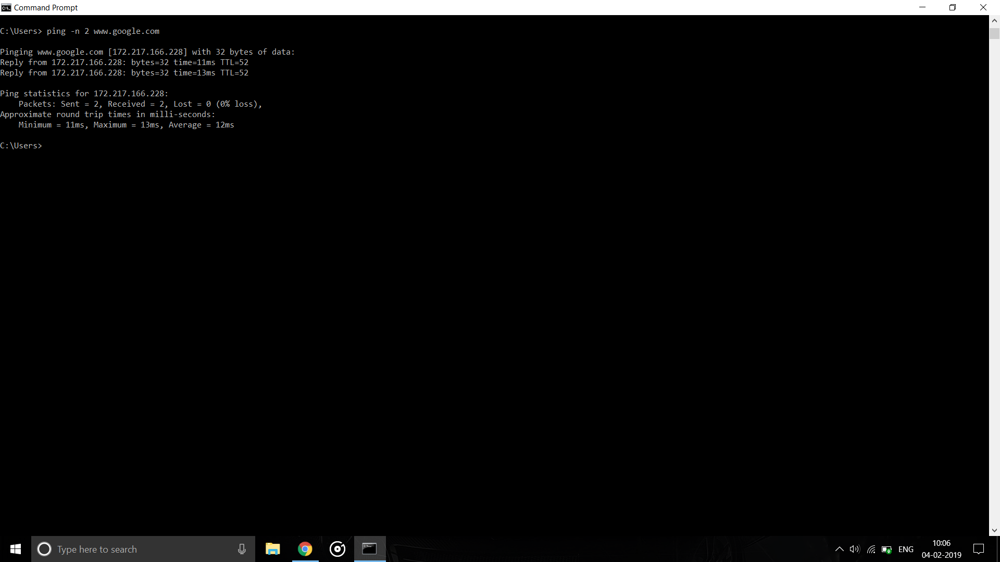 Command Prompt
C:\Users> ping -n 2 www.google.com
Pinging www.google.com [172.217.166.228] with 32 bytes of data:
Reply from 172.217.166.228: bytes=32 time=11ms TTL=52
Reply from 172.217.166.228: bytes=32 time=13ms TTL=52
Ping statistics for 172.217.166.228:
    Packets: Sent = 2, Received = 2, Lost = 0 (0% loss),
Approximate round trip times in milli-seconds:
    Minimum = 11ms, Maximum = 13ms, Average = 12ms
C:\Users>
Type here to search
ENG
10:06
04-02-2019